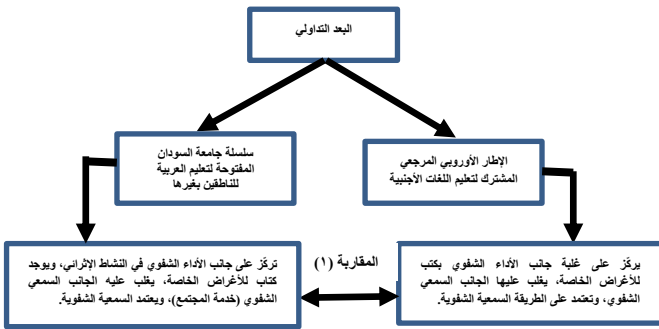 البعد التداولي
الإطار الأوروبي المرجعي
المشترك لتعليم اللغات الأجنبية
سلسلة جامعة السودان
المفتوحة لتعليم العربية
للناطقين بغيرها
يركّز على غلبة جانب الأداء الشفوي بكتب
للأغراض الخاصة، يغلب عليها الجانب السمعي
الشفوي، وتعتمد على الطريقة السمعية الشفوية.
المقاربة (١)
تركّز على جانب الأداء الشفوي في النشاط الإثرائي، ويوجد
كتاب للأغراض الخاصة، يغلب عليه الجانب السمعي
الشفوي (خدمة المجتمع)، ويعتمد السمعية الشفوية.